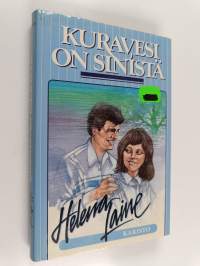 KURAVESI
ON SINISTÄ
Helena
Laine
KARISTO